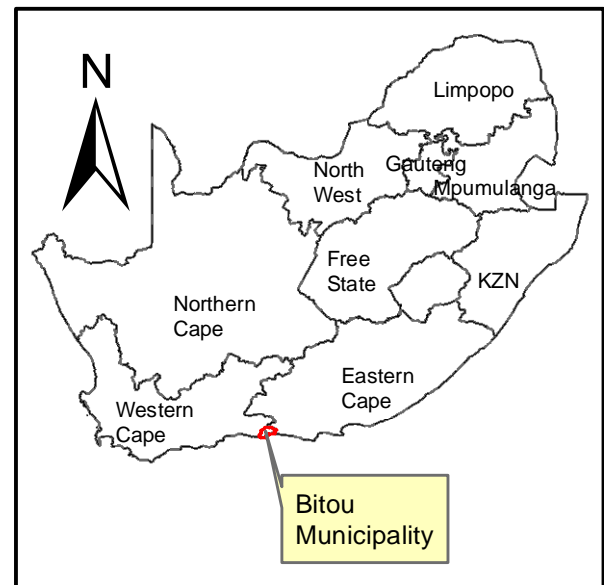 N
Limpopo
North
West
Gauteng
Mpumulanga
Free
State
KZN
Northern
Cape
Eastern
Cape
Western
Cape
Bitou
Municipality